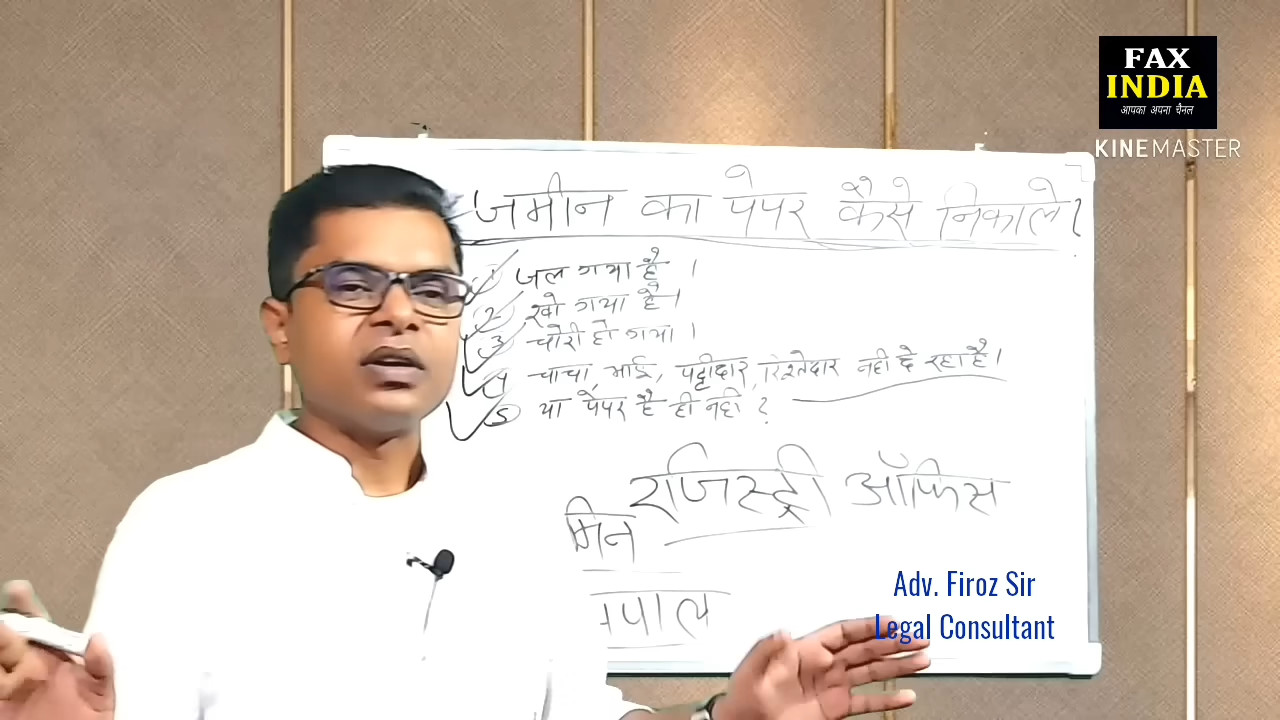 FAX
INDIA
आपका अपना चैनल
KINEMASTER
जमीन का पेपर कैसे निकाले?
1 जल गया है ।
2 खो गया है ।
3 चोरी हो गया ।
4 चाचा, भाई, पट्टीदार, रिश्तेदार नही दे रहा है ।
5 या पेपर है ही नही ?
रजिस्ट्री ऑफिस
मिन
पाल
Adv. Firoz Sir
Legal Consultant